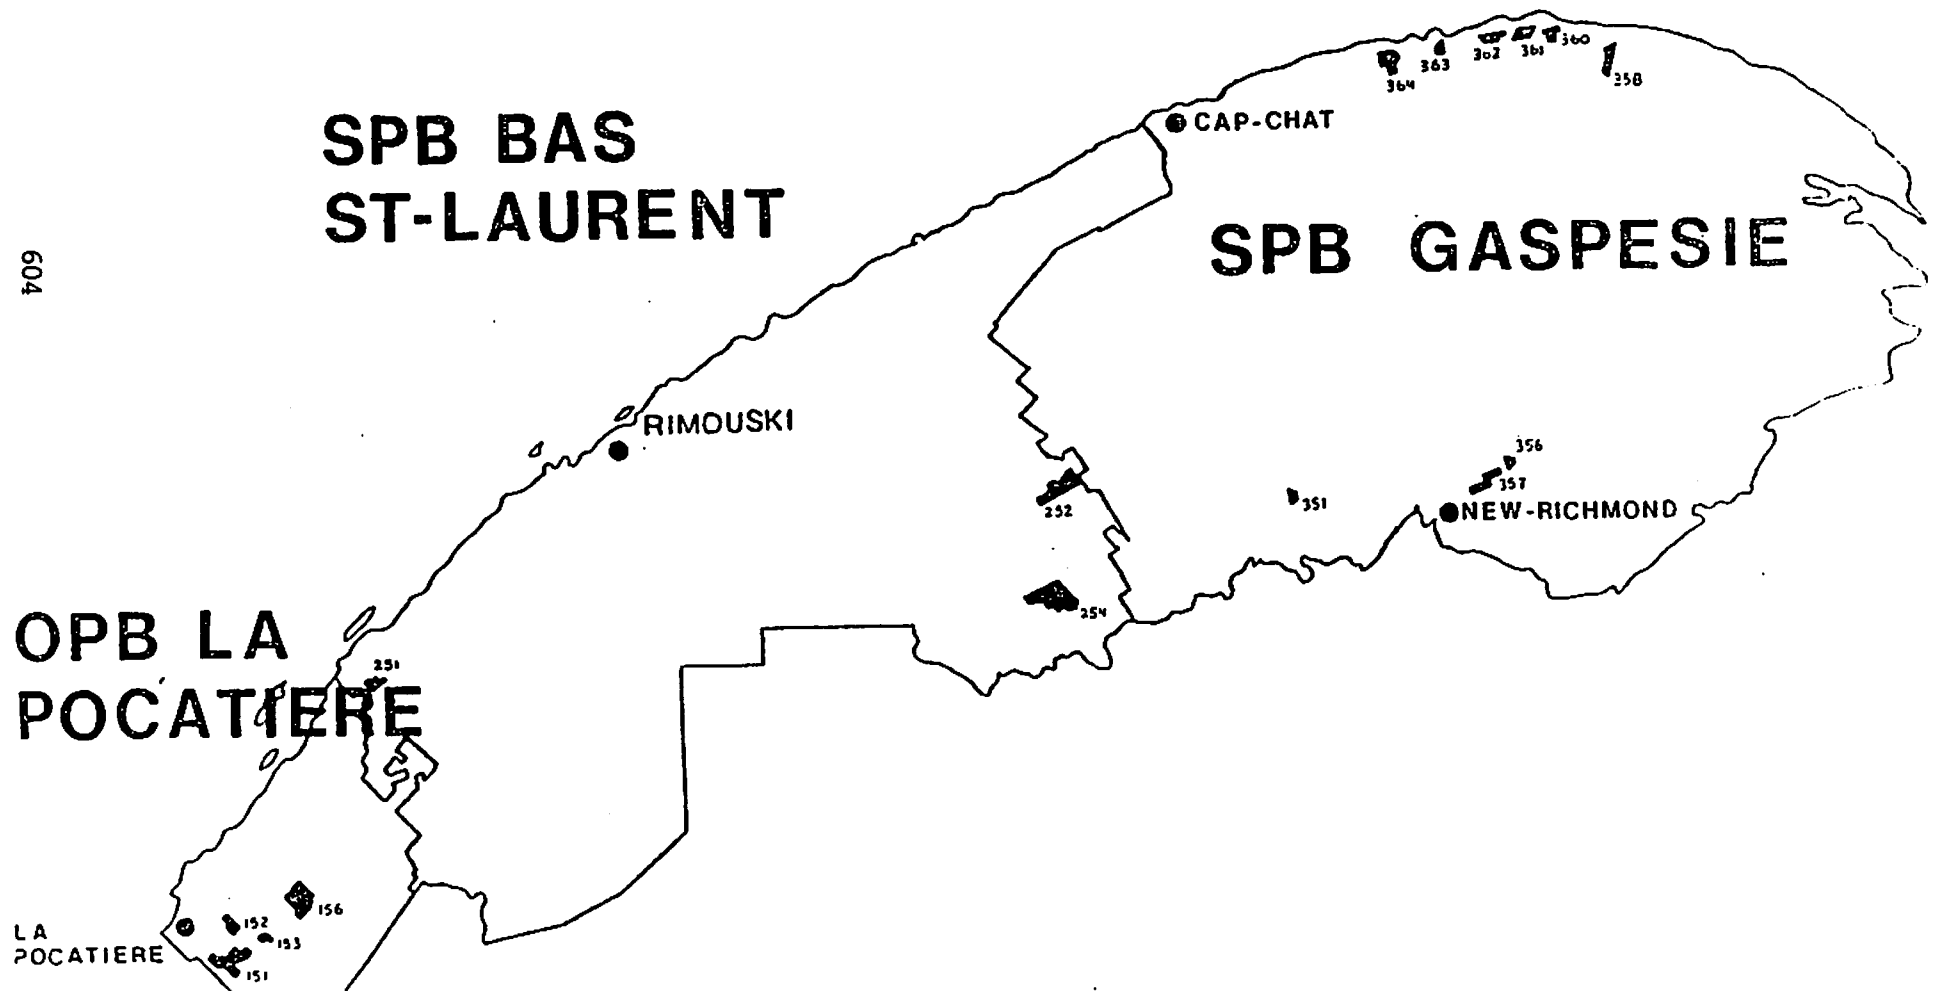 364
363
362
361
360
358
CAP-CHAT
SPB BAS
ST-LAURENT
SPB GASPESIE
604
RIMOUSKI
356
357
351
NEW-RICHMOND
252
254
OPB LA
POCATIERE
251
156
152
153
151
LA
POCATIERE